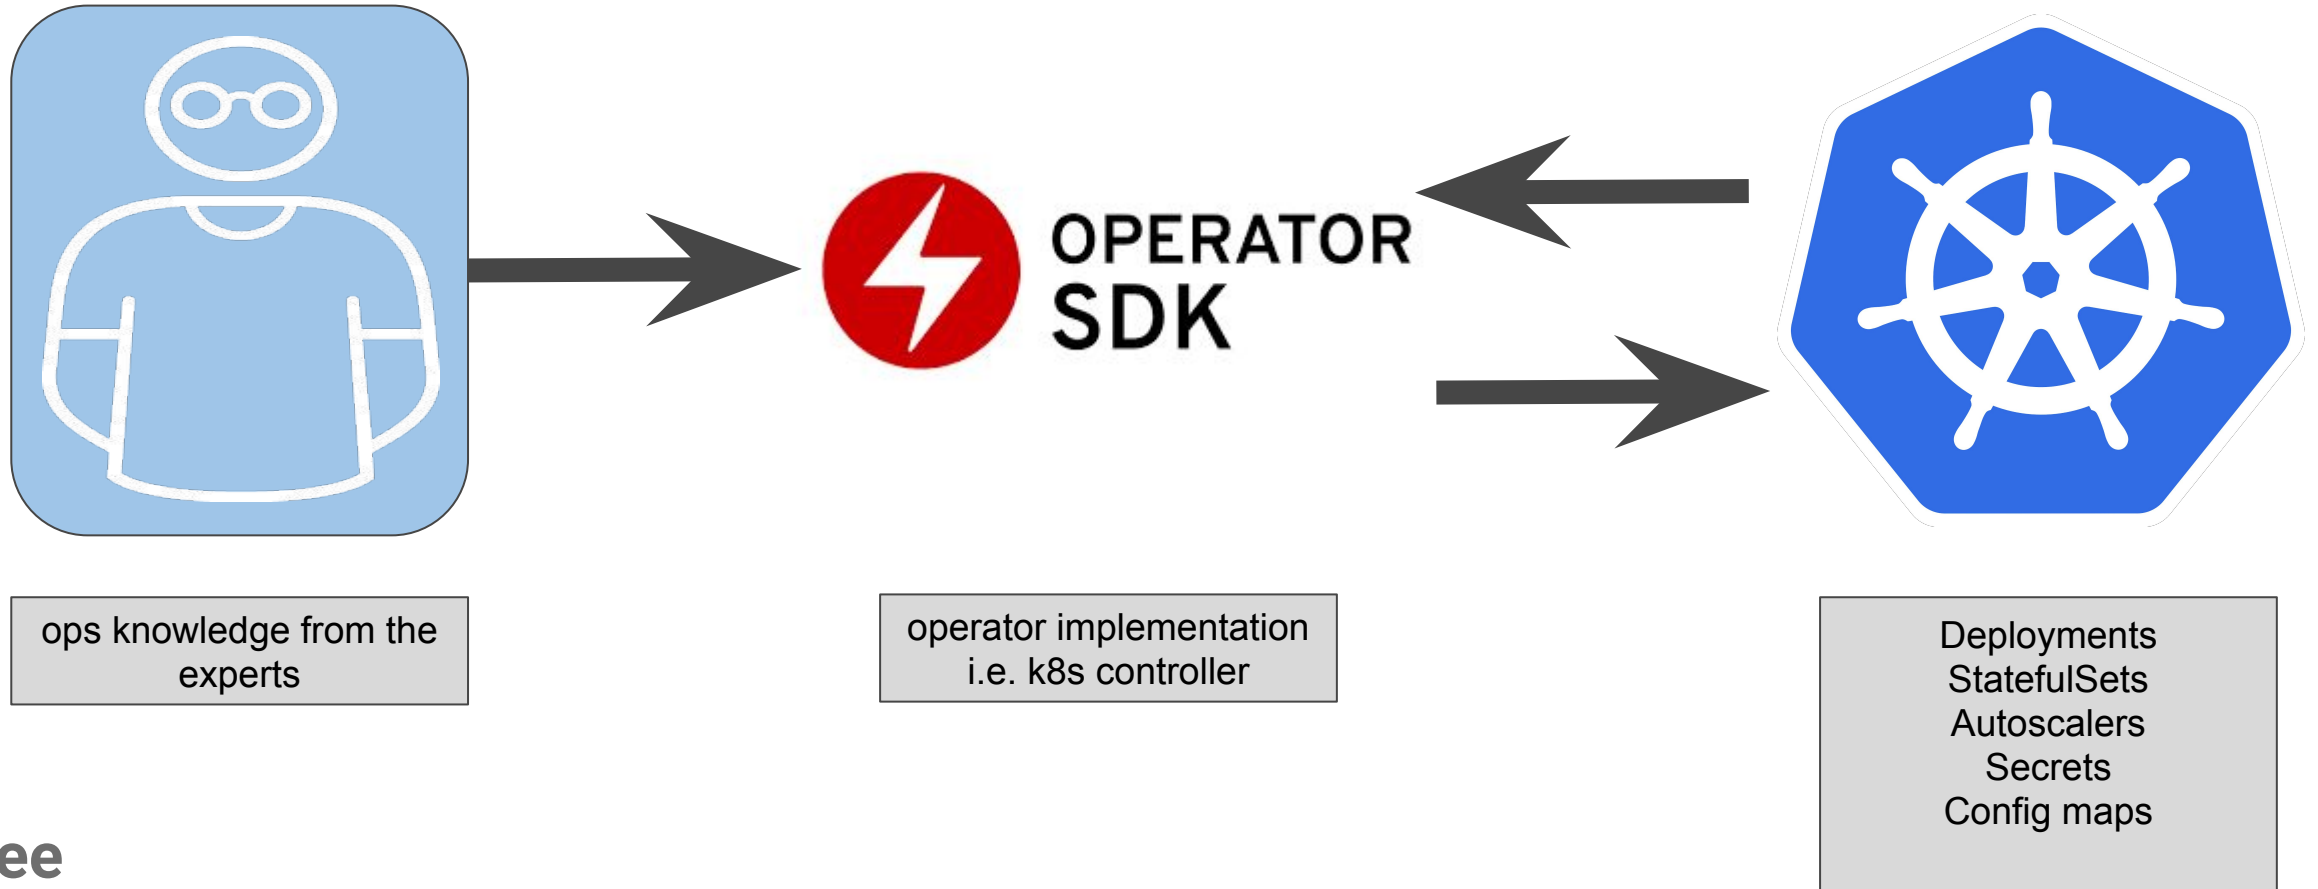 OPERATOR
SDK
ops knowledge from the
experts
operator implementation
i.e. k8s controller
Deployments
StatefulSets
Autoscalers
Secrets
Config maps
ee